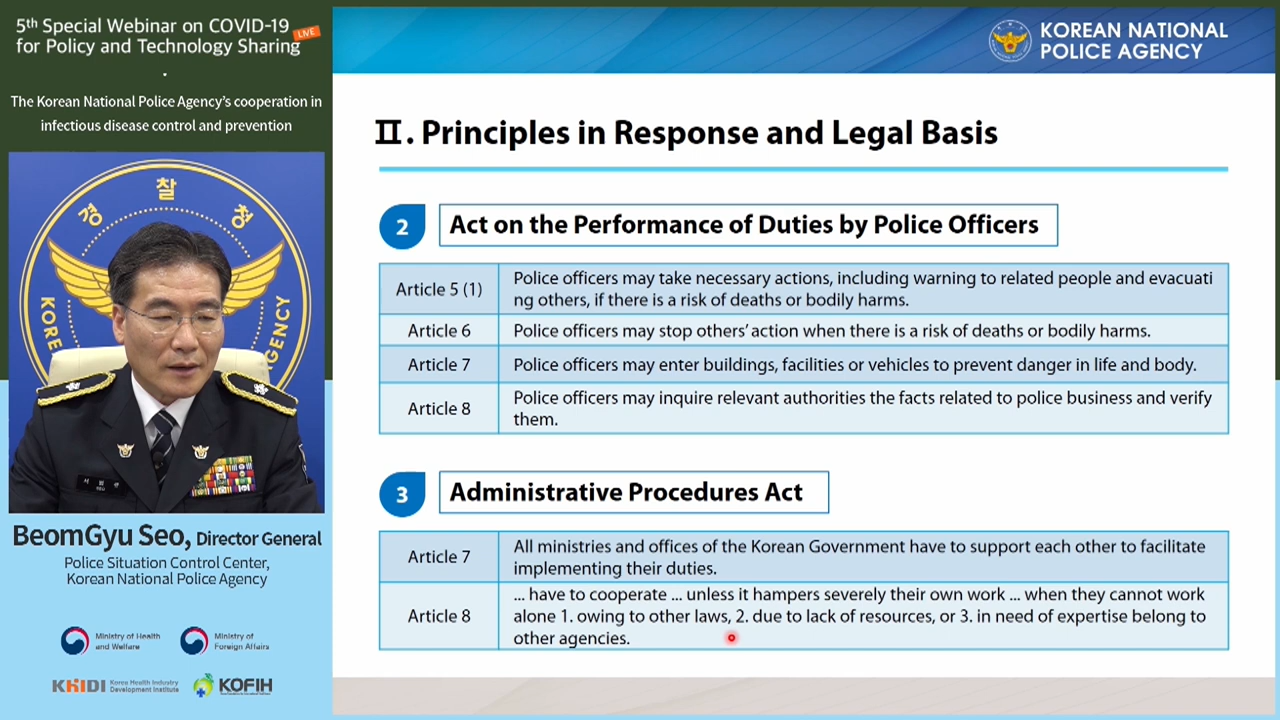 5th Special Webinar on COVID-19
for Policy and Technology Sharing LIVE
The Korean National Police Agency's cooperation in
infectious disease control and prevention
경 찰 청
KORE
AGENCY
BeomGyu Seo, Director General
Police Situation Control Center,
Korean National Police Agency
Ministry of Health
and Welfare
Ministry of
Foreign Affairs
KHIDI Korea Health Industry
Development Institute
KOFIH
KOREAN NATIONAL
POLICE AGENCY
Ⅱ. Principles in Response and Legal Basis
2 Act on the Performance of Duties by Police Officers
Article 5 (1)
Police officers may take necessary actions, including warning to related people and evacuati
ng others, if there is a risk of deaths or bodily harms.
Article 6
Police officers may stop others' action when there is a risk of deaths or bodily harms.
Article 7
Police officers may enter buildings, facilities or vehicles to prevent danger in life and body.
Article 8
Police officers may inquire relevant authorities the facts related to police business and verify
them.
3 Administrative Procedures Act
Article 7
All ministries and offices of the Korean Government have to support each other to facilitate
implementing their duties.
Article 8
... have to cooperate ... unless it hampers severely their own work ... when they cannot work
alone 1. owing to other laws, 2. due to lack of resources, or 3. in need of expertise belong to
other agencies.